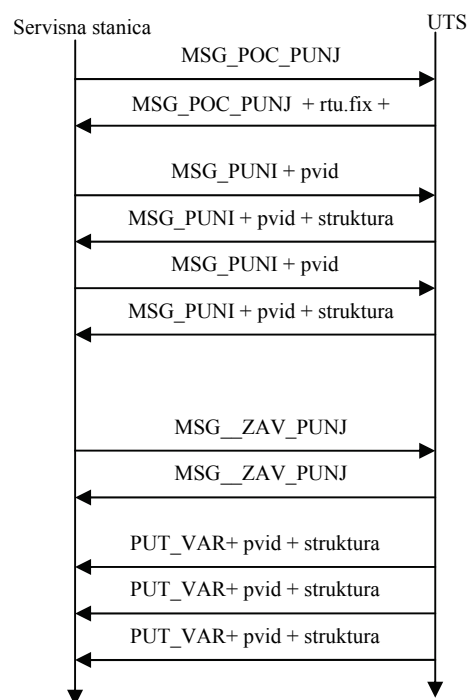 Servisna stanica
UTS
MSG_POC_PUNJ
MSG_POC_PUNJ + rtu.fix +
MSG_PUNI + pvid
MSG_PUNI + pvid + struktura
MSG_PUNI + pvid
MSG_PUNI + pvid + struktura
MSG__ZAV_PUNJ
MSG__ZAV_PUNJ
PUT_VAR+ pvid + struktura
PUT_VAR+ pvid + struktura
PUT_VAR+ pvid + struktura